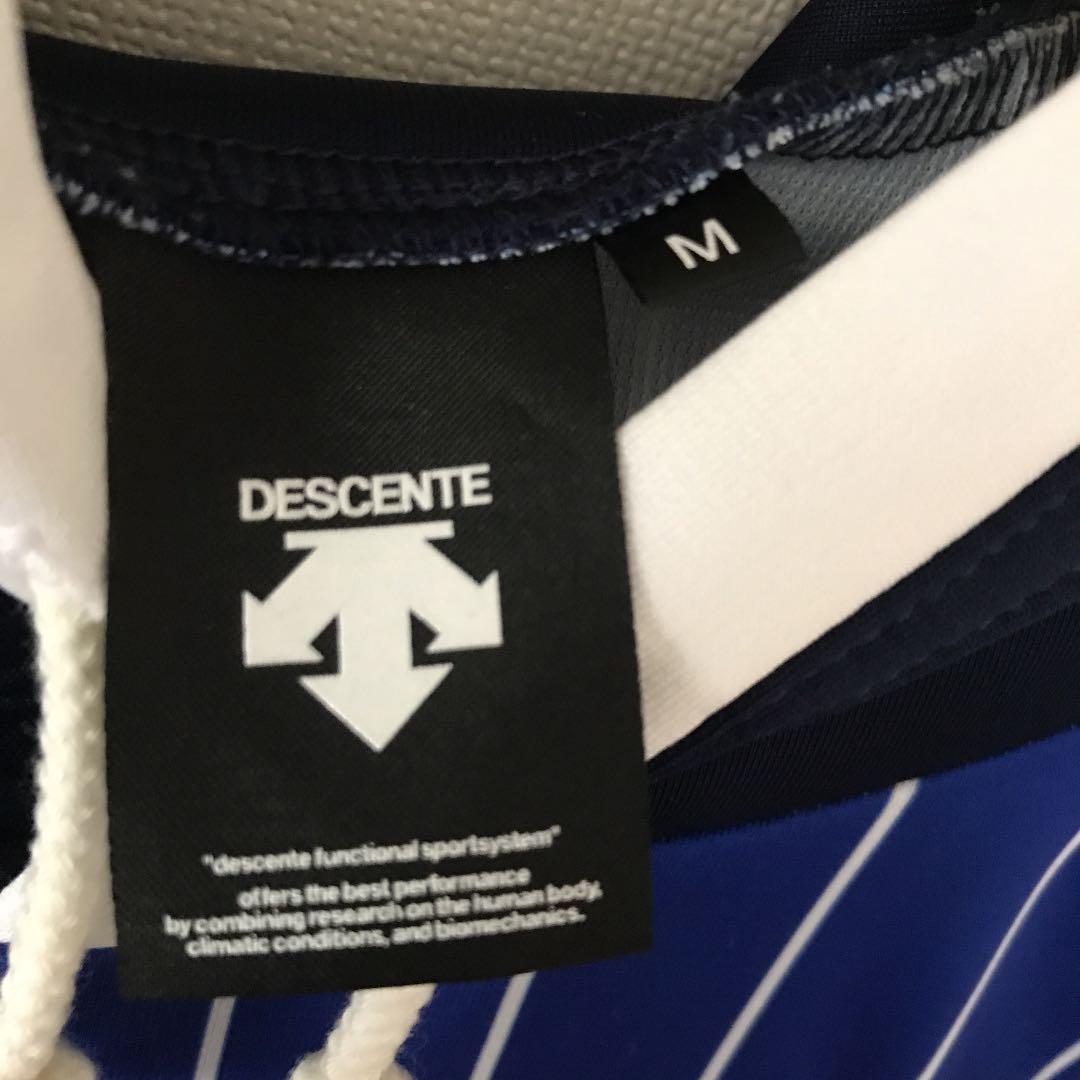 M
DESCENTE
"descente functional sportsystem"
offers the best performance
by combining research on the human body,
climatic conditions, and biomechanics.